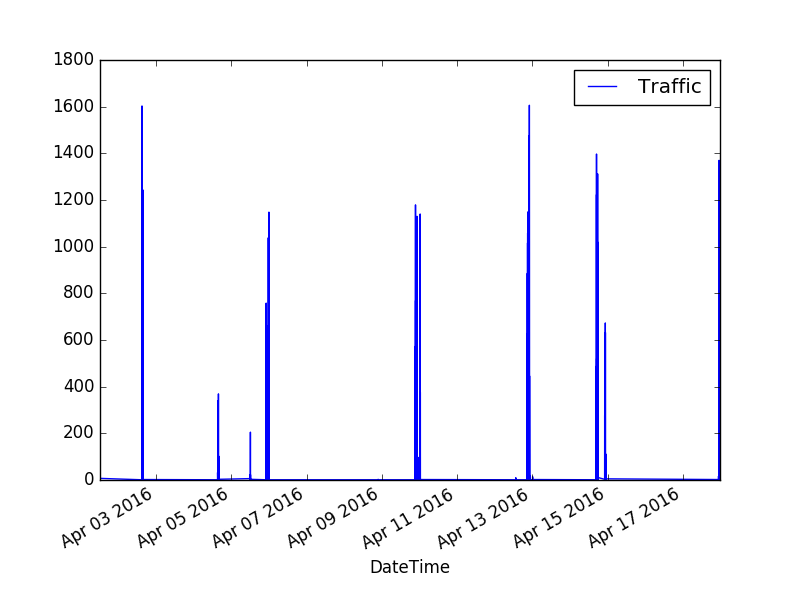 1800
1600
1400
1200
1000
800
600
400
200
0
Traffic
Apr 03 2016
Apr 05 2016
Apr 07 2016
Apr 09 2016
Apr 11 2016
Apr 13 2016
Apr 15 2016
Apr 17 2016
DateTime